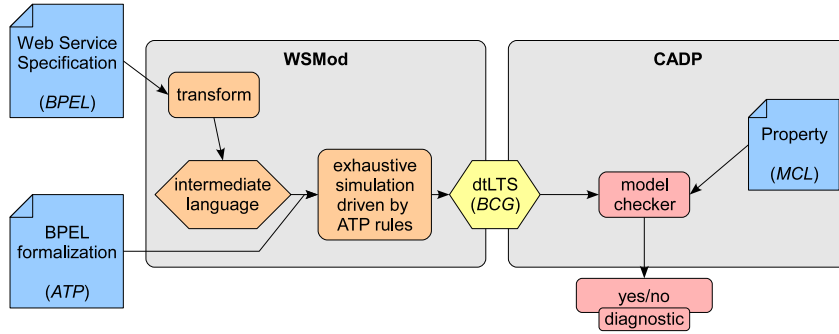 Web Service
Specification
(BPEL)
WSMod
transform
intermediate
language
exhaustive
simulation
driven by
ATP rules
BPEL
formalization
(ATP)
dtLTS
(BCG)
CADP
model
checker
Property
(MCL)
yes/no
diagnostic